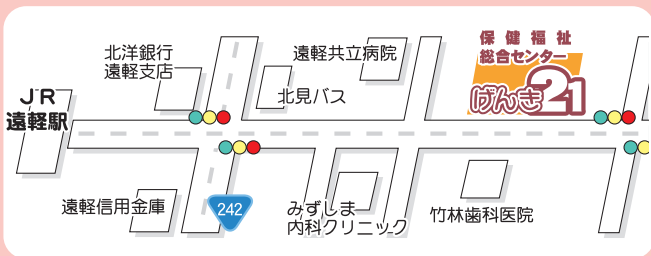 北洋銀行
遠軽支店
遠軽共立病院
保健福祉
総合センター
げんき21
北見バス
JR
遠軽駅
遠軽信用金庫
242
みずしま
内科クリニック
竹林歯科医院